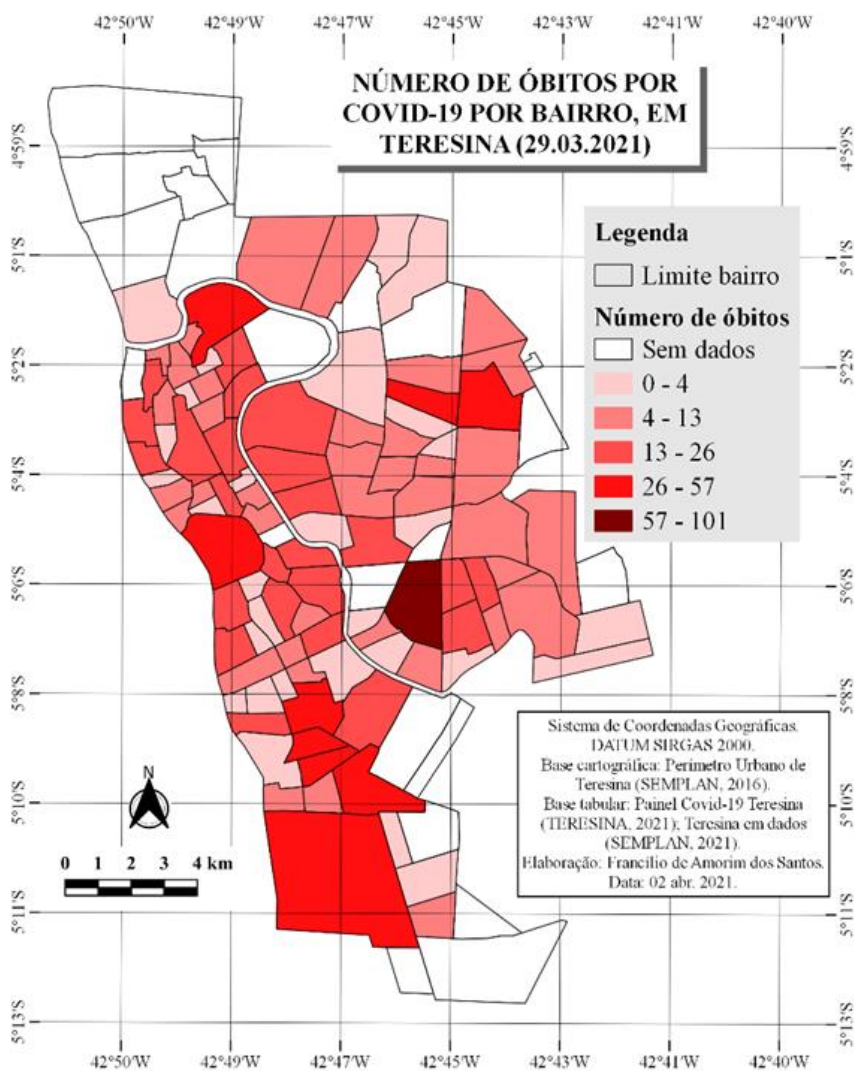 42°50'W 42°49'W 42°47'W 42°45'W 42°43'W 42°41'W 42°40'W
NÚMERO DE ÓBITOS POR
COVID-19 POR BAIRRO, EM
TERESINA (29.03.2021)
4°59'S 4°59'S
5°1'S 5°1'S
5°2'S 5°2'S
5°4'S 5°4'S
5°6'S 5°6'S
5°8'S 5°8'S
5°10'S 5°10'S
5°11'S 5°11'S
5°13'S 5°13'S
Legenda
Limite bairro
Número de óbitos
Sem dados
0 - 4
4 - 13
13 - 26
26 - 57
57 - 101
Sistema de Coordenadas Geográficas.
DATUM SIRGAS 2000.
Base cartográfica: Perímetro Urbano de
Teresina (SEMPLAN, 2016).
Base tabular: Painel Covid-19 Teresina
(TERESINA, 2021); Teresina em dados
(SEMPLAN, 2021).
Elaboração: Francílio de Amorim dos Santos.
Data: 02 abr. 2021.
N
0 1 2 3 4 km
42°50'W 42°49'W 42°47'W 42°45'W 42°43'W 42°41'W 42°40'W